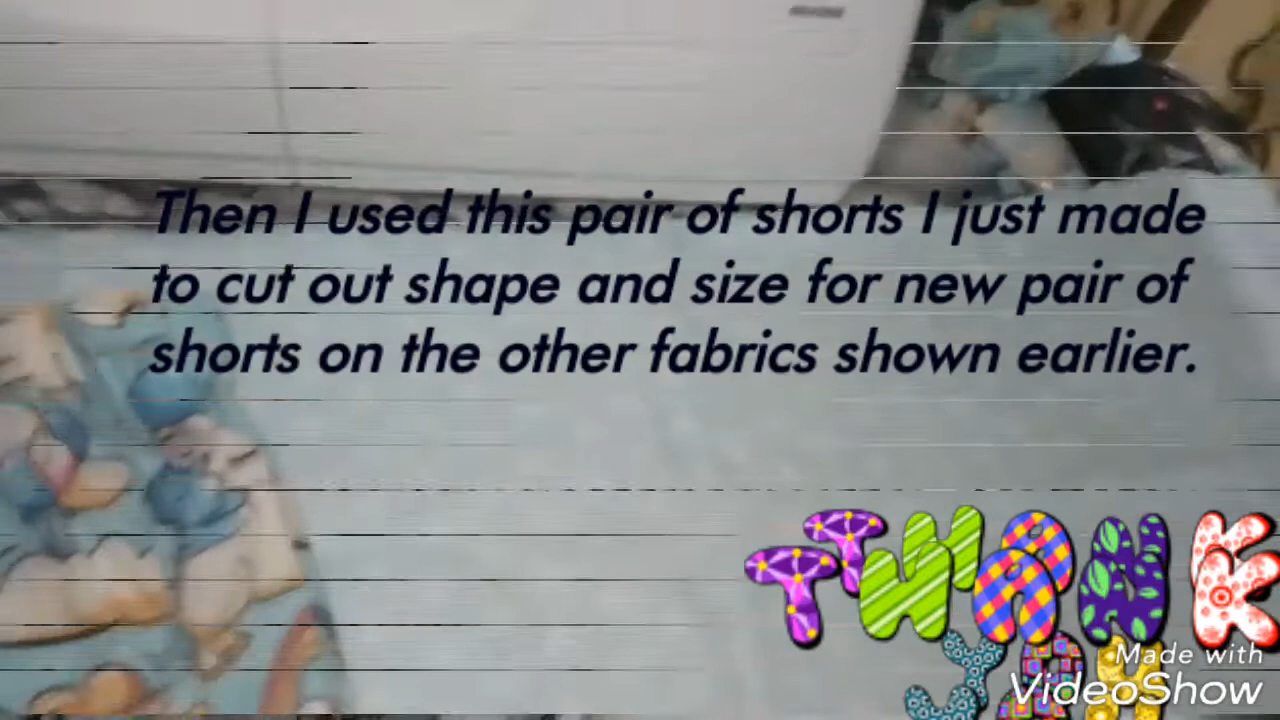 Then I used this pair of shorts I just made
to cut out shape and size for new pair of
shorts on the other fabrics shown earlier.
THANK
JAH
Made with
VideoShow